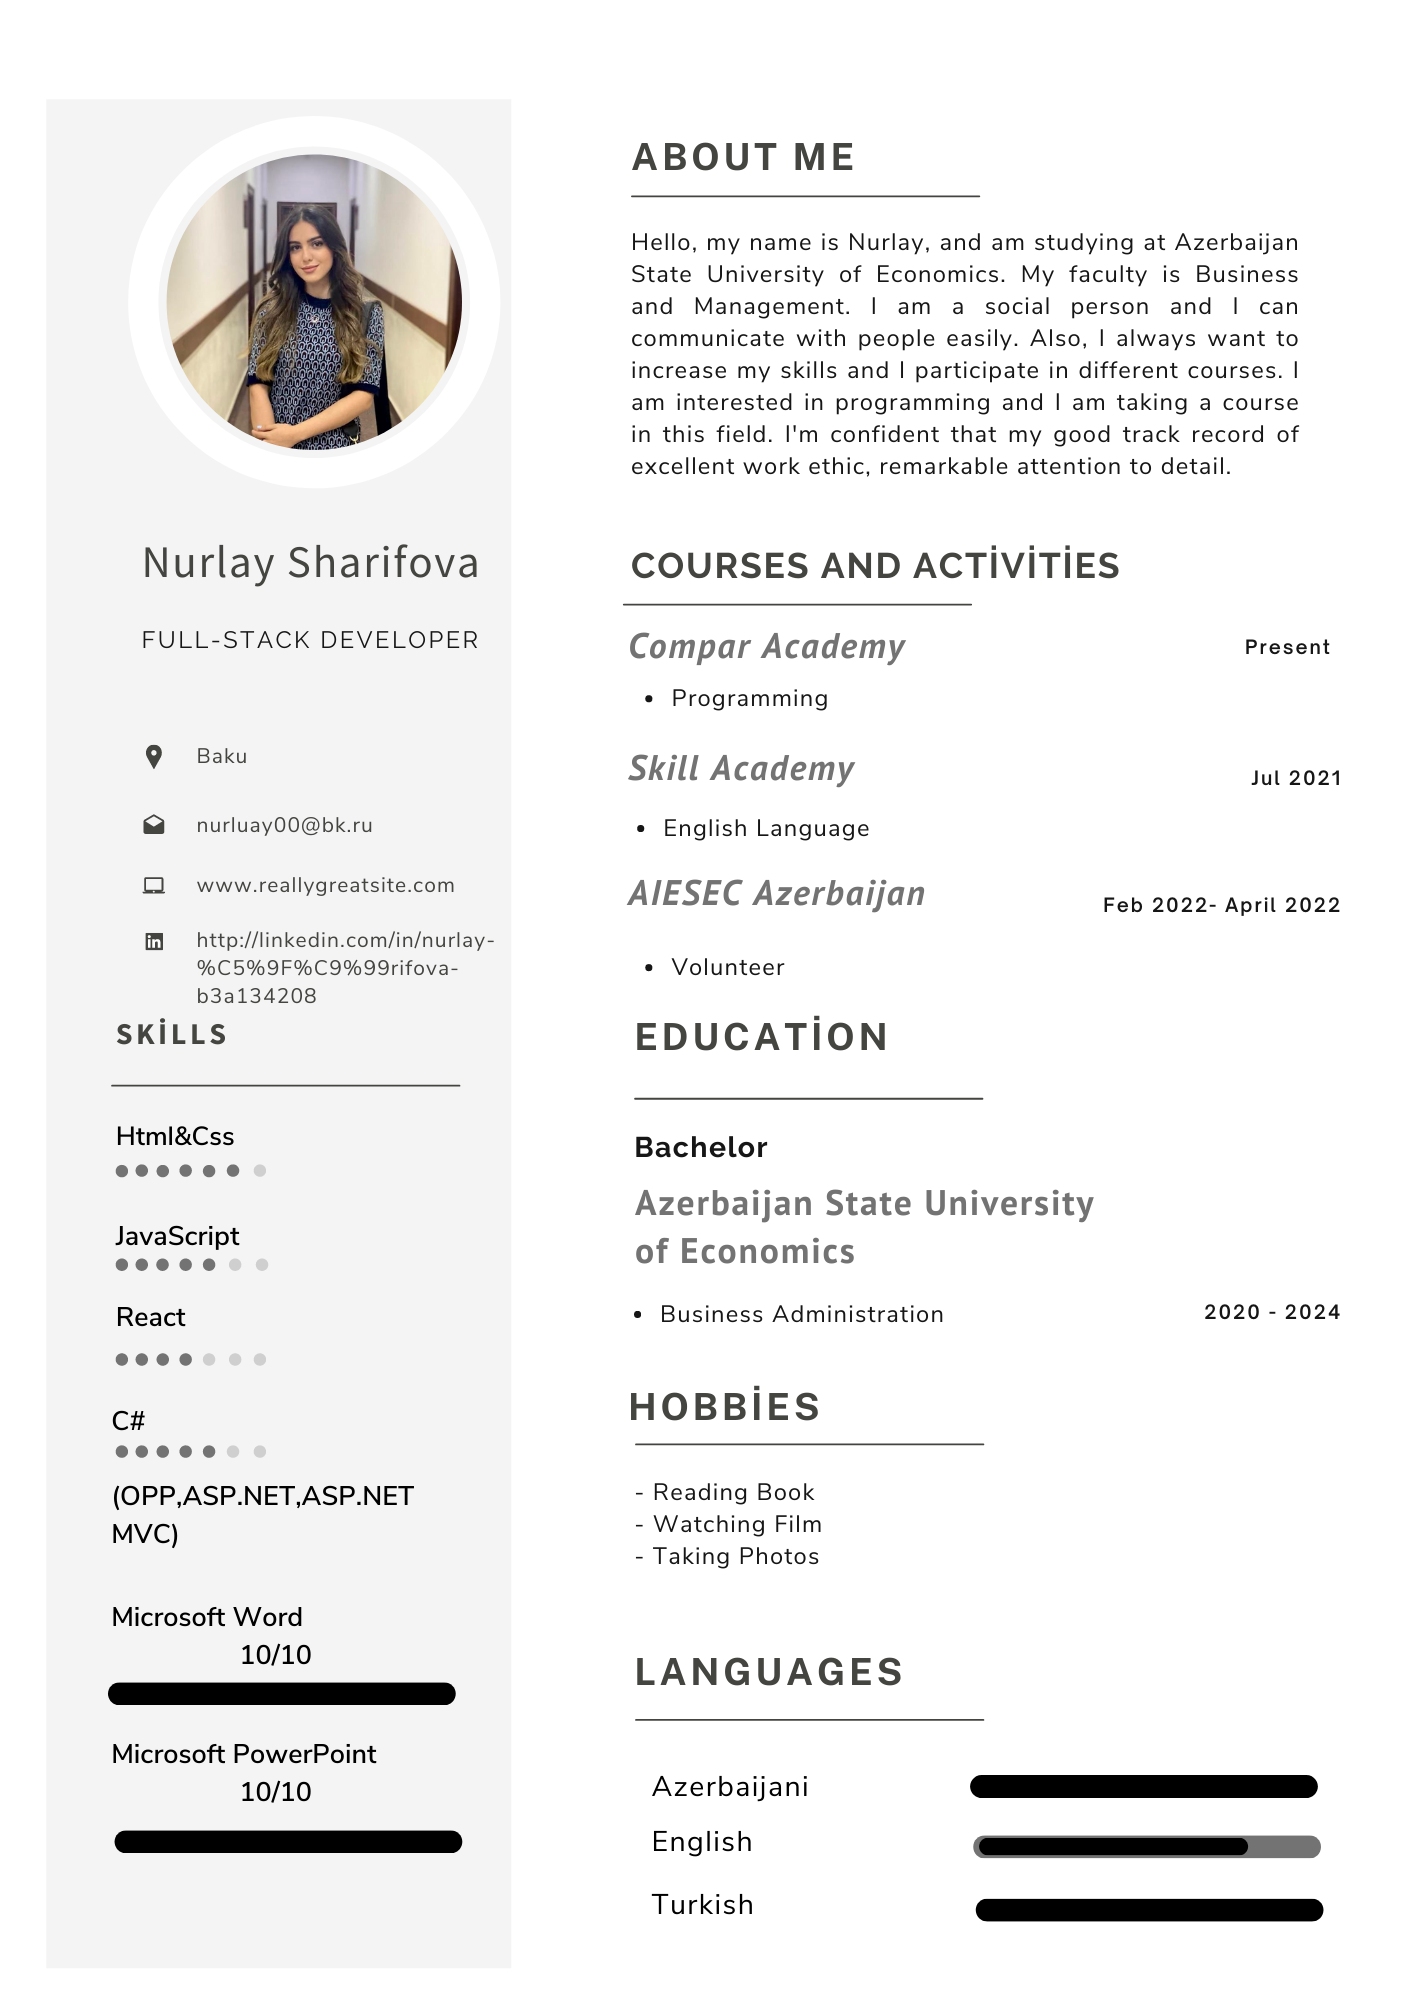 Nurlay Sharifova
FULL-STACK DEVELOPER
Baku
nurluay00@bk.ru
www.reallygreatsite.com
http://linkedin.com/in/nurlay-
%C5%9F%C9%99rifova-
b3a134208
SKİLLS
Html&Css
JavaScript
React
C#
(OPP,ASP.NET,ASP.NET
MVC)
Microsoft Word
10/10
Microsoft PowerPoint
10/10
ABOUT ME
Hello, my name is Nurlay, and am studying at Azerbaijan
State University of Economics. My faculty is Business
and Management. I am a social person and I can
communicate with people easily. Also, I always want to
increase my skills and I participate in different courses. I
am interested in programming and I am taking a course
in this field. I'm confident that my good track record of
excellent work ethic, remarkable attention to detail.
COURSES AND ACTİVİTİES
Compar Academy Present
• Programming
Skill Academy Jul 2021
• English Language
AIESEC Azerbaijan Feb 2022- April 2022
• Volunteer
EDUCATİON
Bachelor
Azerbaijan State University
of Economics
• Business Administration 2020 - 2024
HOBBİES
- Reading Book
- Watching Film
- Taking Photos
LANGUAGES
Azerbaijani
English
Turkish